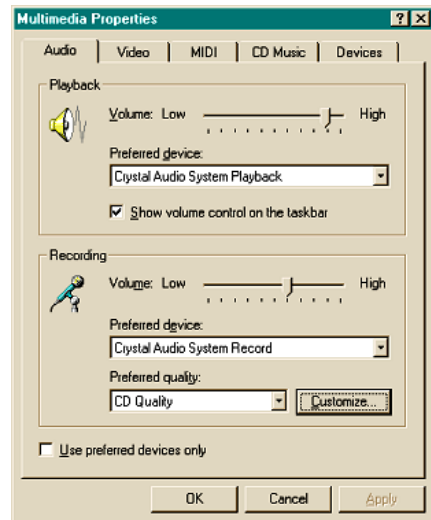 Multimedia Properties
Audio Video MIDI CD Music Devices
Playback
Volume: Low High
Preferred device:
Crystal Audio System Playback
Show volume control on the taskbar
Recording
Volume: Low High
Preferred device:
Crystal Audio System Record
Preferred quality:
CD Quality Customize...
Use preferred devices only
OK Cancel Apply